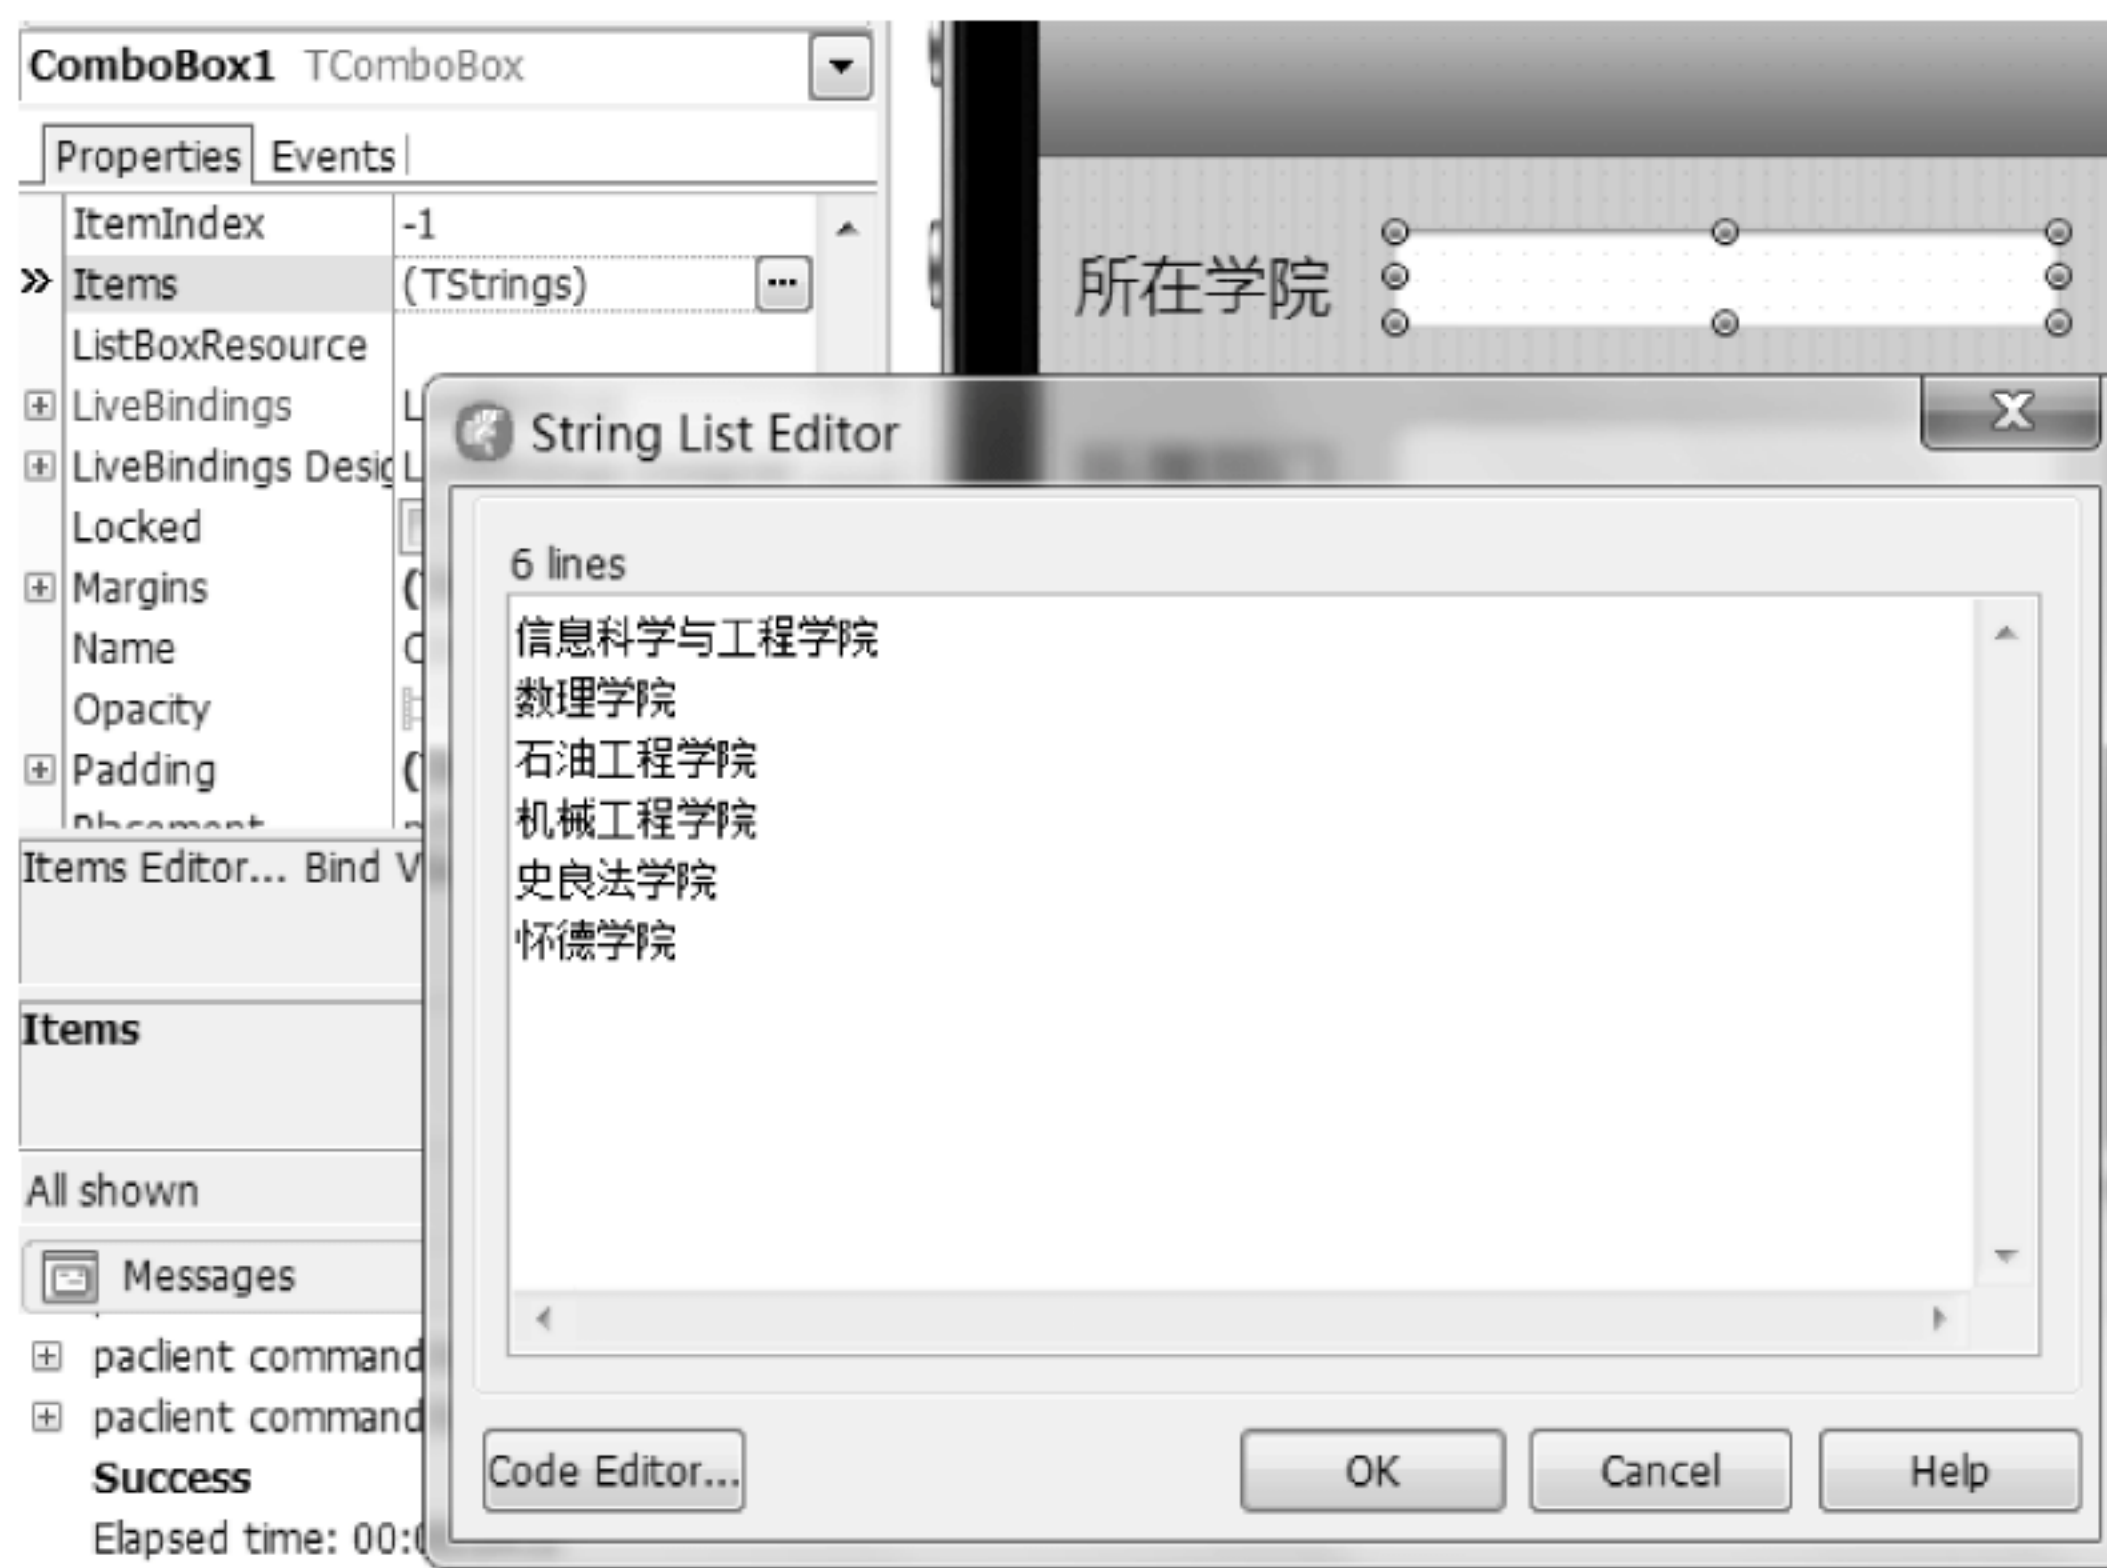 ComboBox1 TComboBox
Properties Events
ItemIndex -1
Items (TStrings)
ListBoxResource
LiveBindings
LiveBindings
Locked
Margins
Name
Opacity
Padding
Items Editor... Bind
Items
All shown
Messages
paclient command
paclient command
Success
Elapsed time:
所在学院
String List Editor
6 lines
信息科学与工程学院
数理学院
石油工程学院
机械工程学院
史良法学院
怀德学院
Code Editor... OK Cancel Help